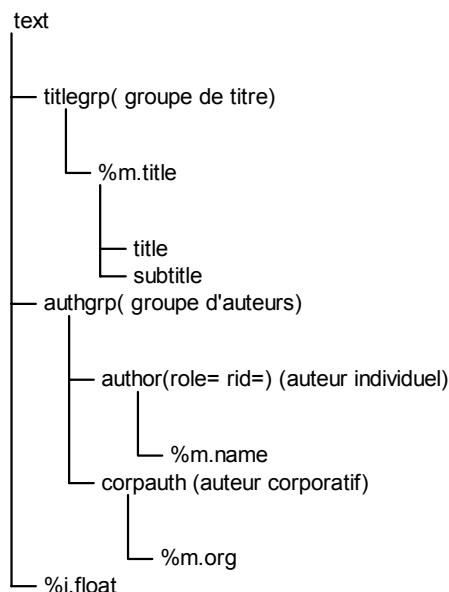 text
titlegrp( groupe de titre)
%m.title
title
subtitle
authgrp( groupe d'auteurs)
author(role= rid=) (auteur individuel)
%m.name
corpauth (auteur corporatif)
%m.org
%i.float